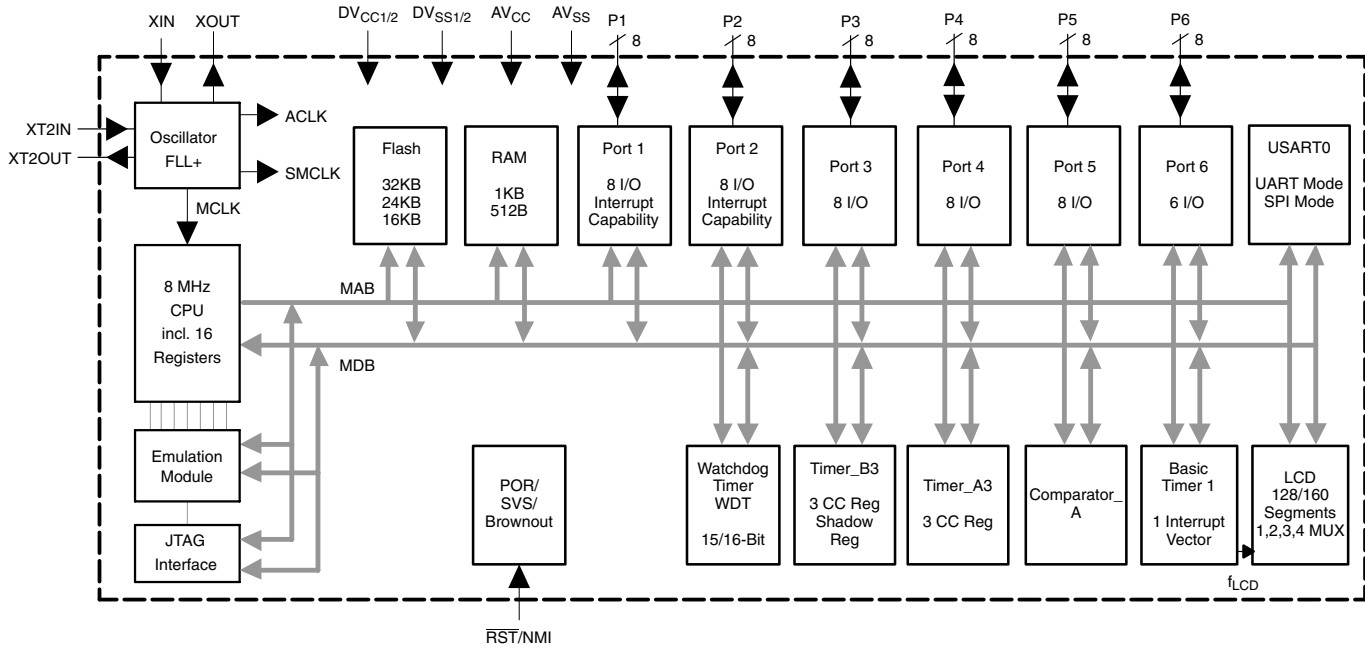 XIN
XOUT
DVCC1/2
DVSS1/2
AVCC
AVSS
P1
8
P2
8
P3
8
P4
8
P5
8
P6
8
XT2IN
XT2OUT
Oscillator
FLL+
ACLK
SMCLK
MCLK
Flash
32KB
24KB
16KB
RAM
1KB
512B
Port 1
8 I/O
Interrupt
Capability
Port 2
8 I/O
Interrupt
Capability
Port 3
8 I/O
Port 4
8 I/O
Port 5
8 I/O
Port 6
6 I/O
USART0
UART Mode
SPI Mode
8 MHz
CPU
incl. 16
Registers
MAB
MDB
Emulation
Module
JTAG
Interface
POR/
SVS/
Brownout
Watchdog
Timer
WDT
15/16-Bit
Timer_B3
3 CC Reg
Shadow
Reg
Timer_A3
3 CC Reg
Comparator_
A
Basic
Timer 1
1 Interrupt
Vector
LCD
128/160
Segments
1,2,3,4 MUX
fLCD
RST/NMI